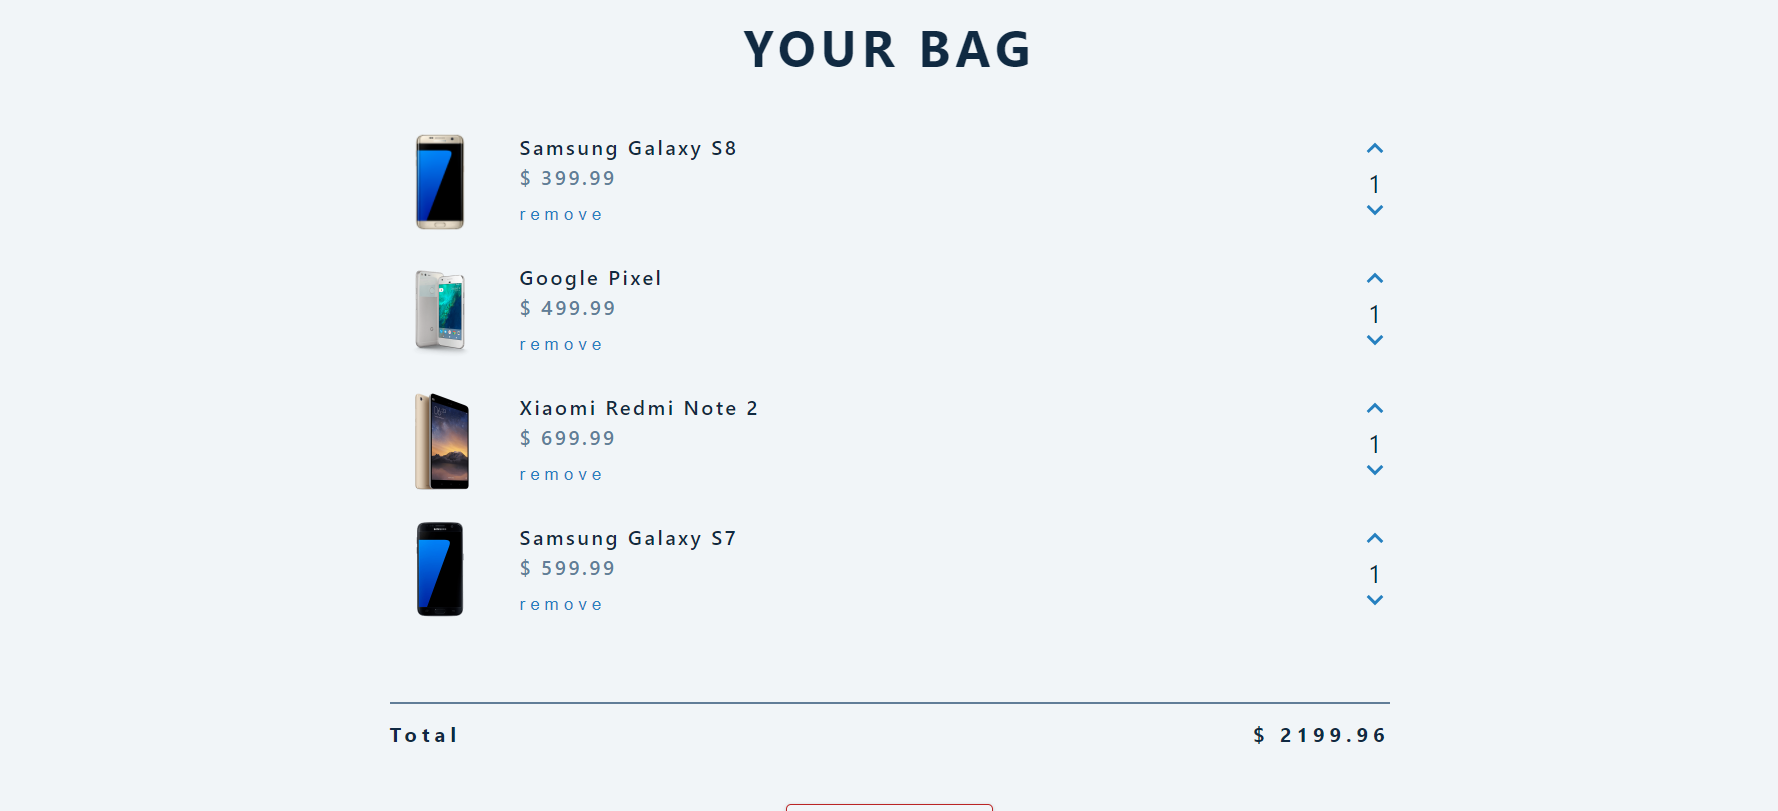 YOUR BAG
Samsung Galaxy S8
$ 399.99
remove
1
Google Pixel
$ 499.99
remove
1
Xiaomi Redmi Note 2
$ 699.99
remove
1
Samsung Galaxy S7
$ 599.99
remove
1
Total $ 2199.96